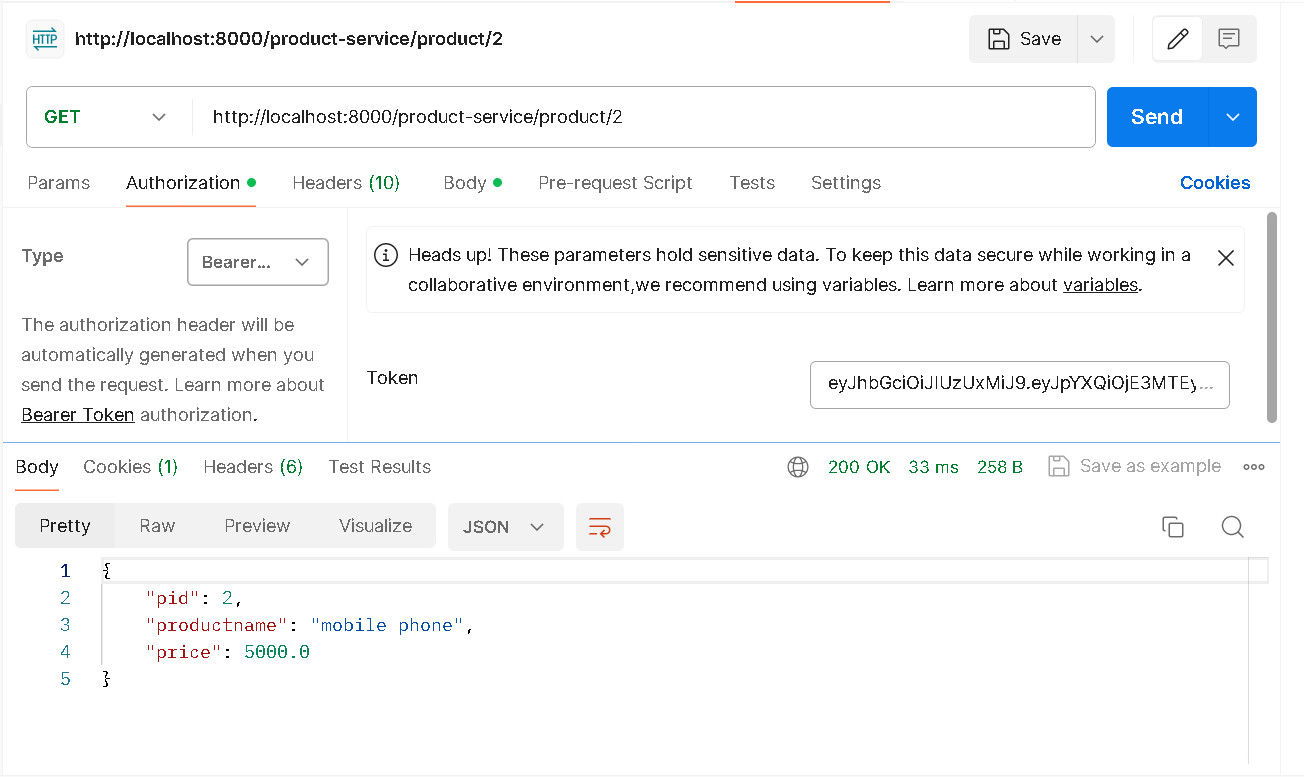 HTTP http://localhost:8000/product-service/product/2 Save
GET http://localhost:8000/product-service/product/2 Send
Params Authorization Headers (10) Body Pre-request Script Tests Settings Cookies
Type Bearer...
The authorization header will be
automatically generated when you
send the request. Learn more about
Bearer Token authorization.
Heads up! These parameters hold sensitive data. To keep this data secure while working in a
collaborative environment,we recommend using variables. Learn more about variables.
Token eyJhbGciOiJIUzUxMiJ9.eyJpYXQiOjE3MTEy...
Body Cookies (1) Headers (6) Test Results 200 OK 33 ms 258 B Save as example
Pretty Raw Preview Visualize JSON
1 {
2 "pid": 2,
3 "productname": "mobile phone",
4 "price": 5000.0
5 }